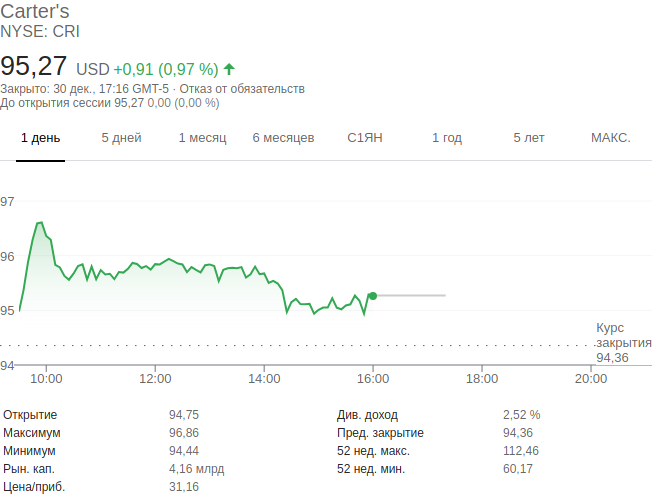 Carter's
NYSE: CRI
95,27 USD +0,91 (0,97 %)
Закрыто: 30 дек., 17:16 GMT-5 · Отказ от обязательств
До открытия сессии 95,27 0,00 (0,00 %)
1 день 5 дней 1 месяц 6 месяцев С1ЯН 1 год 5 лет МАКС.
97
96
95
94
Курс
закрытия
94,36
10:00 12:00 14:00 16:00 18:00 20:00
Открытие 94,75 Див. доход 2,52 %
Максимум 96,86 Пред. закрытие 94,36
Минимум 94,44 52 нед. макс. 112,46
Рын. кап. 4,16 млрд 52 нед. мин. 60,17
Цена/приб. 31,16